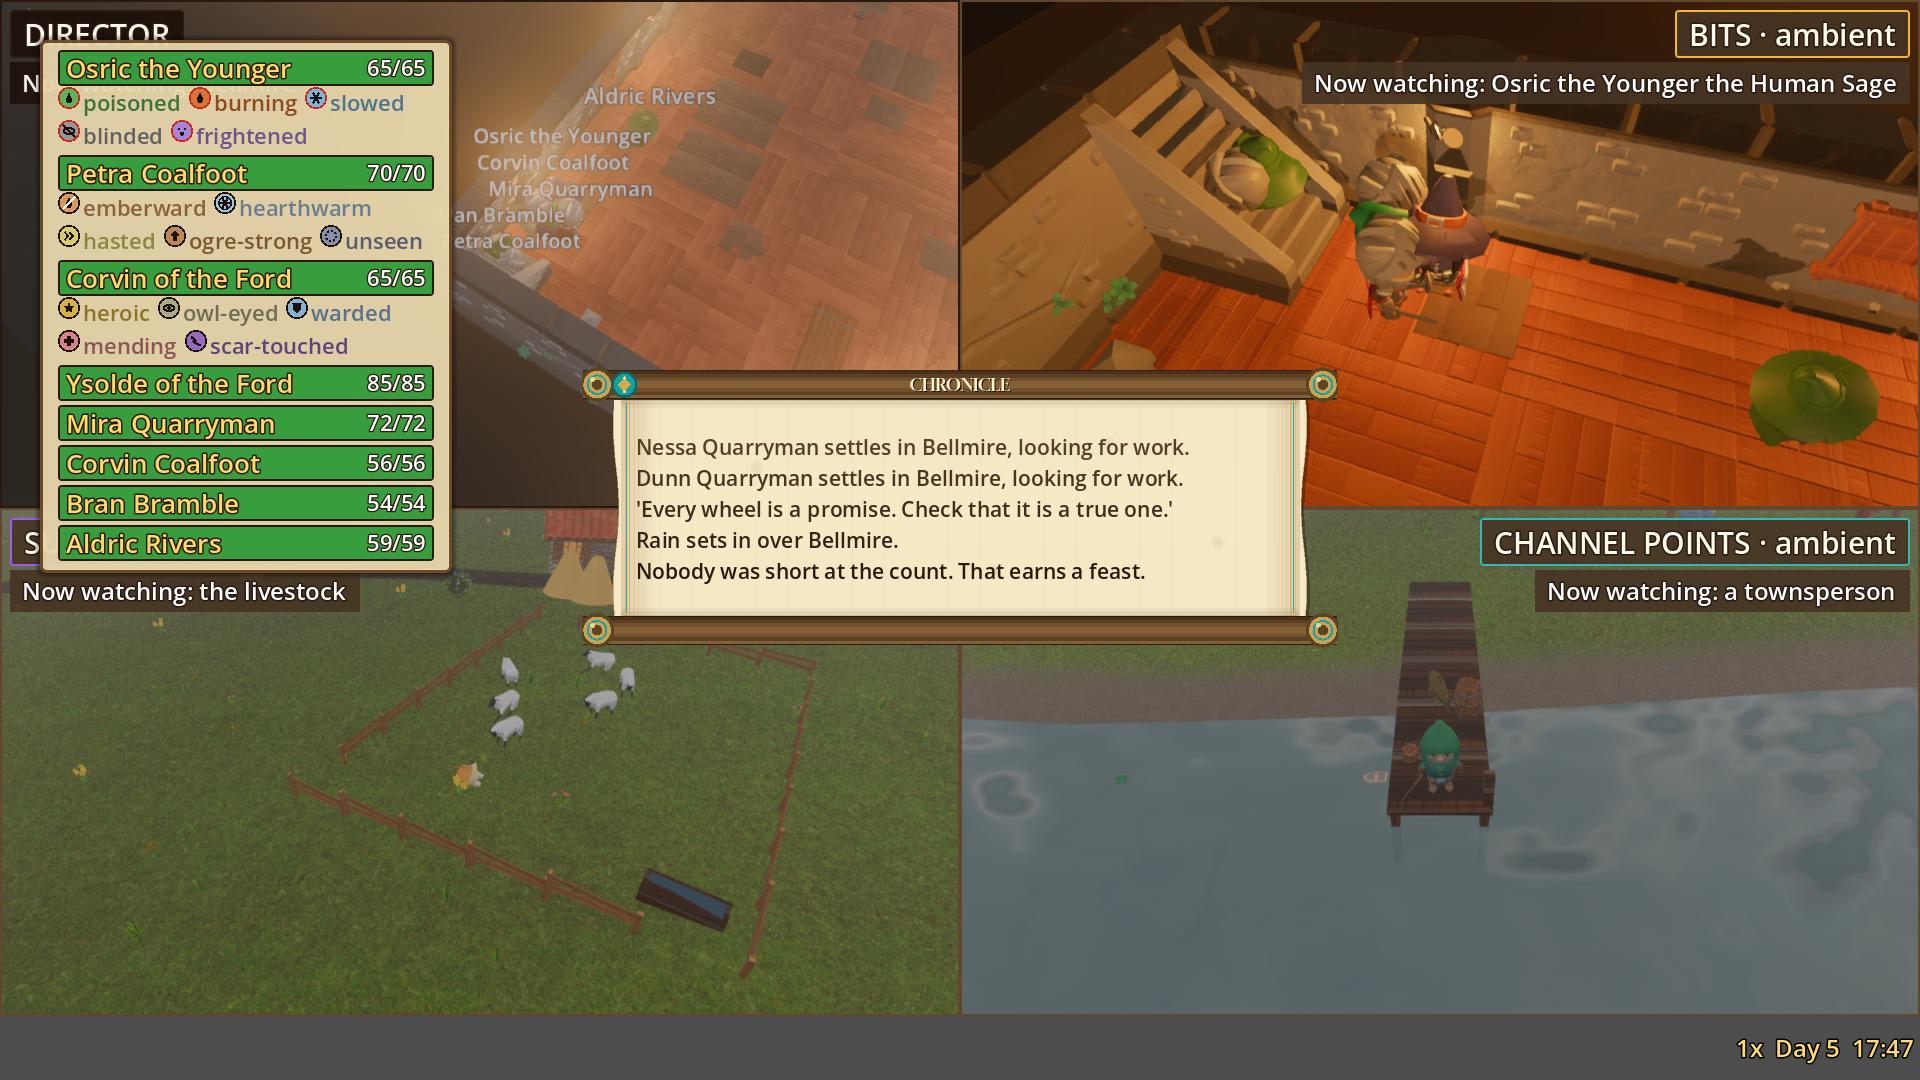 DIRECTOR
Osric the Younger 65/65
poisoned burning slowed
blinded frightened
Petra Coalfoot 70/70
emberward hearthwarm
hasted ogre-strong unseen
Corvin of the Ford 65/65
heroic owl-eyed warded
mending scar-touched
Ysolde of the Ford 85/85
Mira Quarryman 72/72
Corvin Coalfoot 56/56
Bran Bramble 54/54
Aldric Rivers 59/59
Aldric Rivers
Osric the Younger
Corvin Coalfoot
Mira Quarryman
Bran Bramble
Petra Coalfoot
BITS · ambient
Now watching: Osric the Younger the Human Sage
CHRONICLE
Nessa Quarryman settles in Bellmire, looking for work.
Dunn Quarryman settles in Bellmire, looking for work.
'Every wheel is a promise. Check that it is a true one.'
Rain sets in over Bellmire.
Nobody was short at the count. That earns a feast.
Now watching: the livestock
CHANNEL POINTS · ambient
Now watching: a townsperson
1x Day 5 17:47